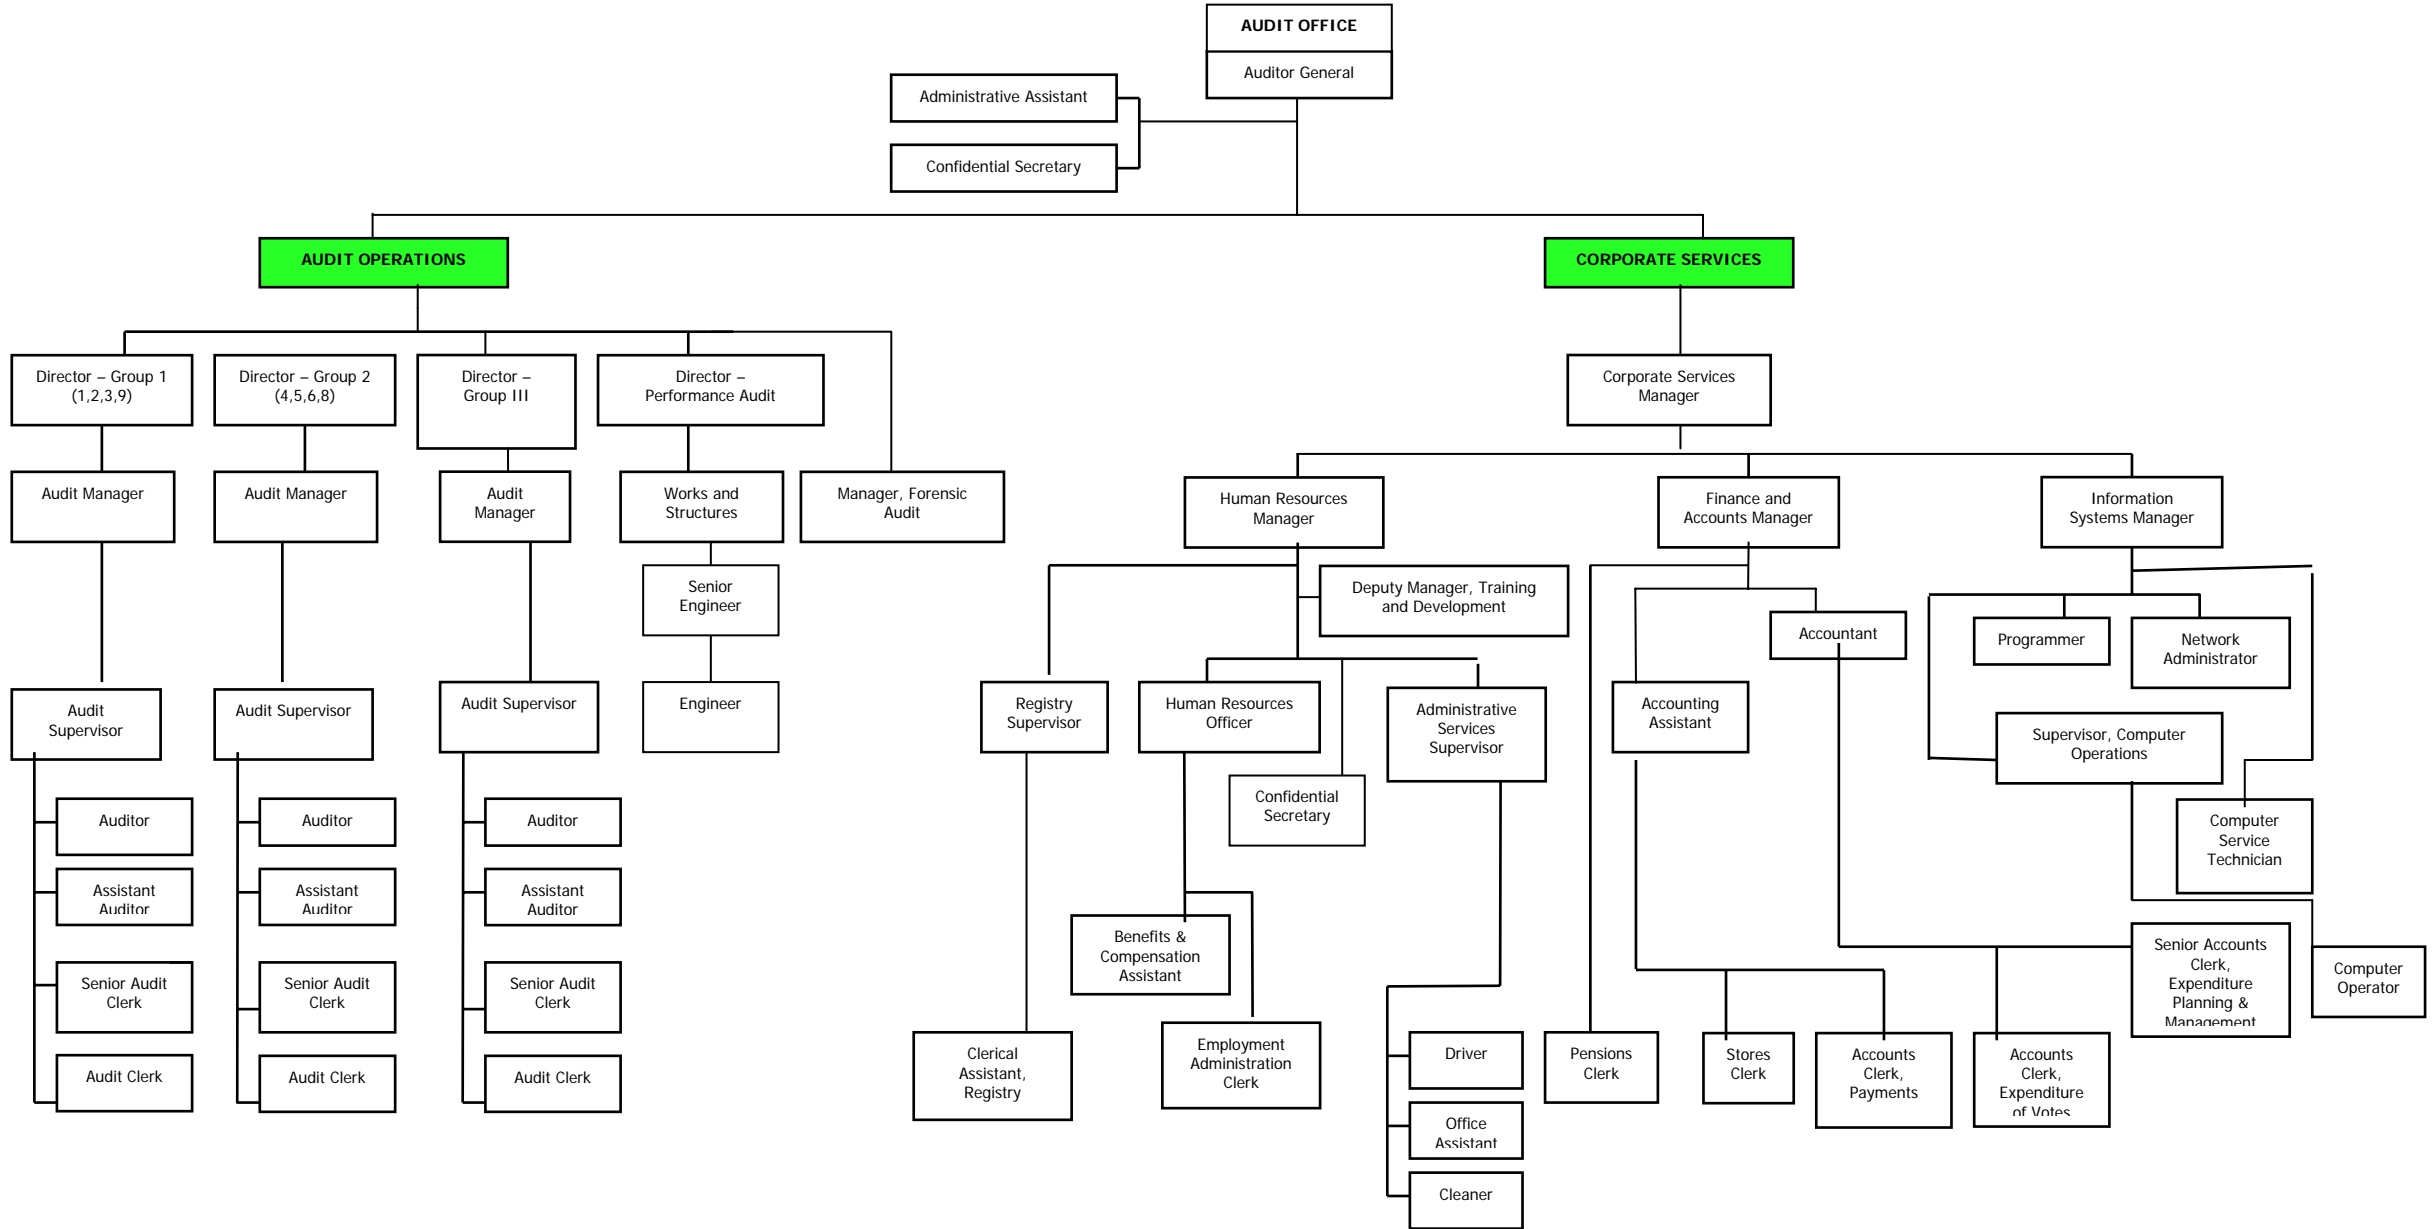 AUDIT OFFICE
Auditor General
Administrative Assistant
Confidential Secretary
AUDIT OPERATIONS
CORPORATE SERVICES
Director – Group 1
(1,2,3,9)
Director – Group 2
(4,5,6,8)
Director –
Group III
Director –
Performance Audit
Corporate Services
Manager
Audit Manager
Audit Manager
Audit
Manager
Works and
Structures
Manager, Forensic
Audit
Human Resources
Manager
Finance and
Accounts Manager
Information
Systems Manager
Senior
Engineer
Deputy Manager, Training
and Development
Accountant
Programmer
Network
Administrator
Audit
Supervisor
Audit Supervisor
Audit Supervisor
Engineer
Registry
Supervisor
Human Resources
Officer
Administrative
Services
Supervisor
Accounting
Assistant
Supervisor, Computer
Operations
Confidential
Secretary
Computer
Service
Technician
Auditor
Auditor
Auditor
Assistant
Auditor
Assistant
Auditor
Assistant
Auditor
Benefits &
Compensation
Assistant
Senior Accounts
Clerk,
Expenditure
Planning &
Management
Computer
Operator
Senior Audit
Clerk
Senior Audit
Clerk
Senior Audit
Clerk
Clerical
Assistant,
Registry
Employment
Administration
Clerk
Driver
Pensions
Clerk
Stores
Clerk
Accounts
Clerk,
Payments
Accounts
Clerk,
Expenditure
of Votes
Audit Clerk
Audit Clerk
Audit Clerk
Office
Assistant
Cleaner